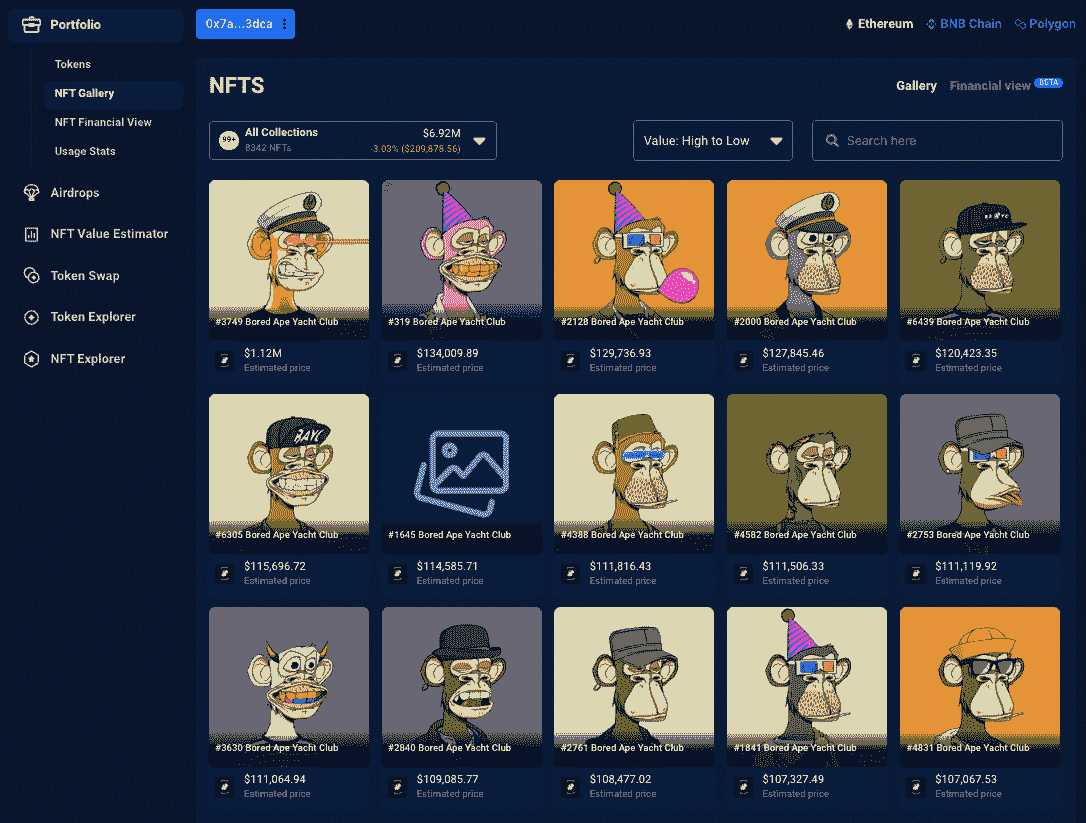 Portfolio
0x7a...3dca
Ethereum
BNB Chain
Polygon
Tokens
NFT Gallery
NFT Financial View
Usage Stats
Airdrops
NFT Value Estimator
Token Swap
Token Explorer
NFT Explorer
NFTS
Gallery
Financial view
BETA
99+
All Collections
$6.92M
8342 NFTs
-3.03% ($209,878.56)
Value: High to Low
Search here
#3749 Bored Ape Yacht Club
$1.12M
Estimated price
#319 Bored Ape Yacht Club
$134,009.89
Estimated price
#2128 Bored Ape Yacht Club
$129,736.93
Estimated price
#2000 Bored Ape Yacht Club
$127,845.46
Estimated price
BAYC
#6439 Bored Ape Yacht Club
$120,423.35
Estimated price
BAYC
#6305 Bored Ape Yacht Club
$115,696.72
Estimated price
#1645 Bored Ape Yacht Club
$114,585.71
Estimated price
#4388 Bored Ape Yacht Club
$111,816.43
Estimated price
#4582 Bored Ape Yacht Club
$111,506.33
Estimated price
#2753 Bored Ape Yacht Club
$111,119.92
Estimated price
#3630 Bored Ape Yacht Club
$111,064.94
Estimated price
#2840 Bored Ape Yacht Club
$109,085.77
Estimated price
#2761 Bored Ape Yacht Club
$108,477.02
Estimated price
#1841 Bored Ape Yacht Club
$107,327.49
Estimated price
#4831 Bored Ape Yacht Club
$107,067.53
Estimated price